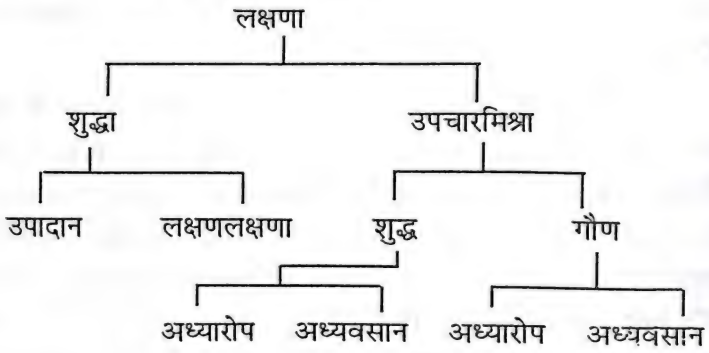 लक्षणा
शुद्धा उपचारमिश्रा
उपादान लक्षणलक्षणा शुद्ध गौण
अध्यारोप अध्यवसान अध्यारोप अध्यवसान